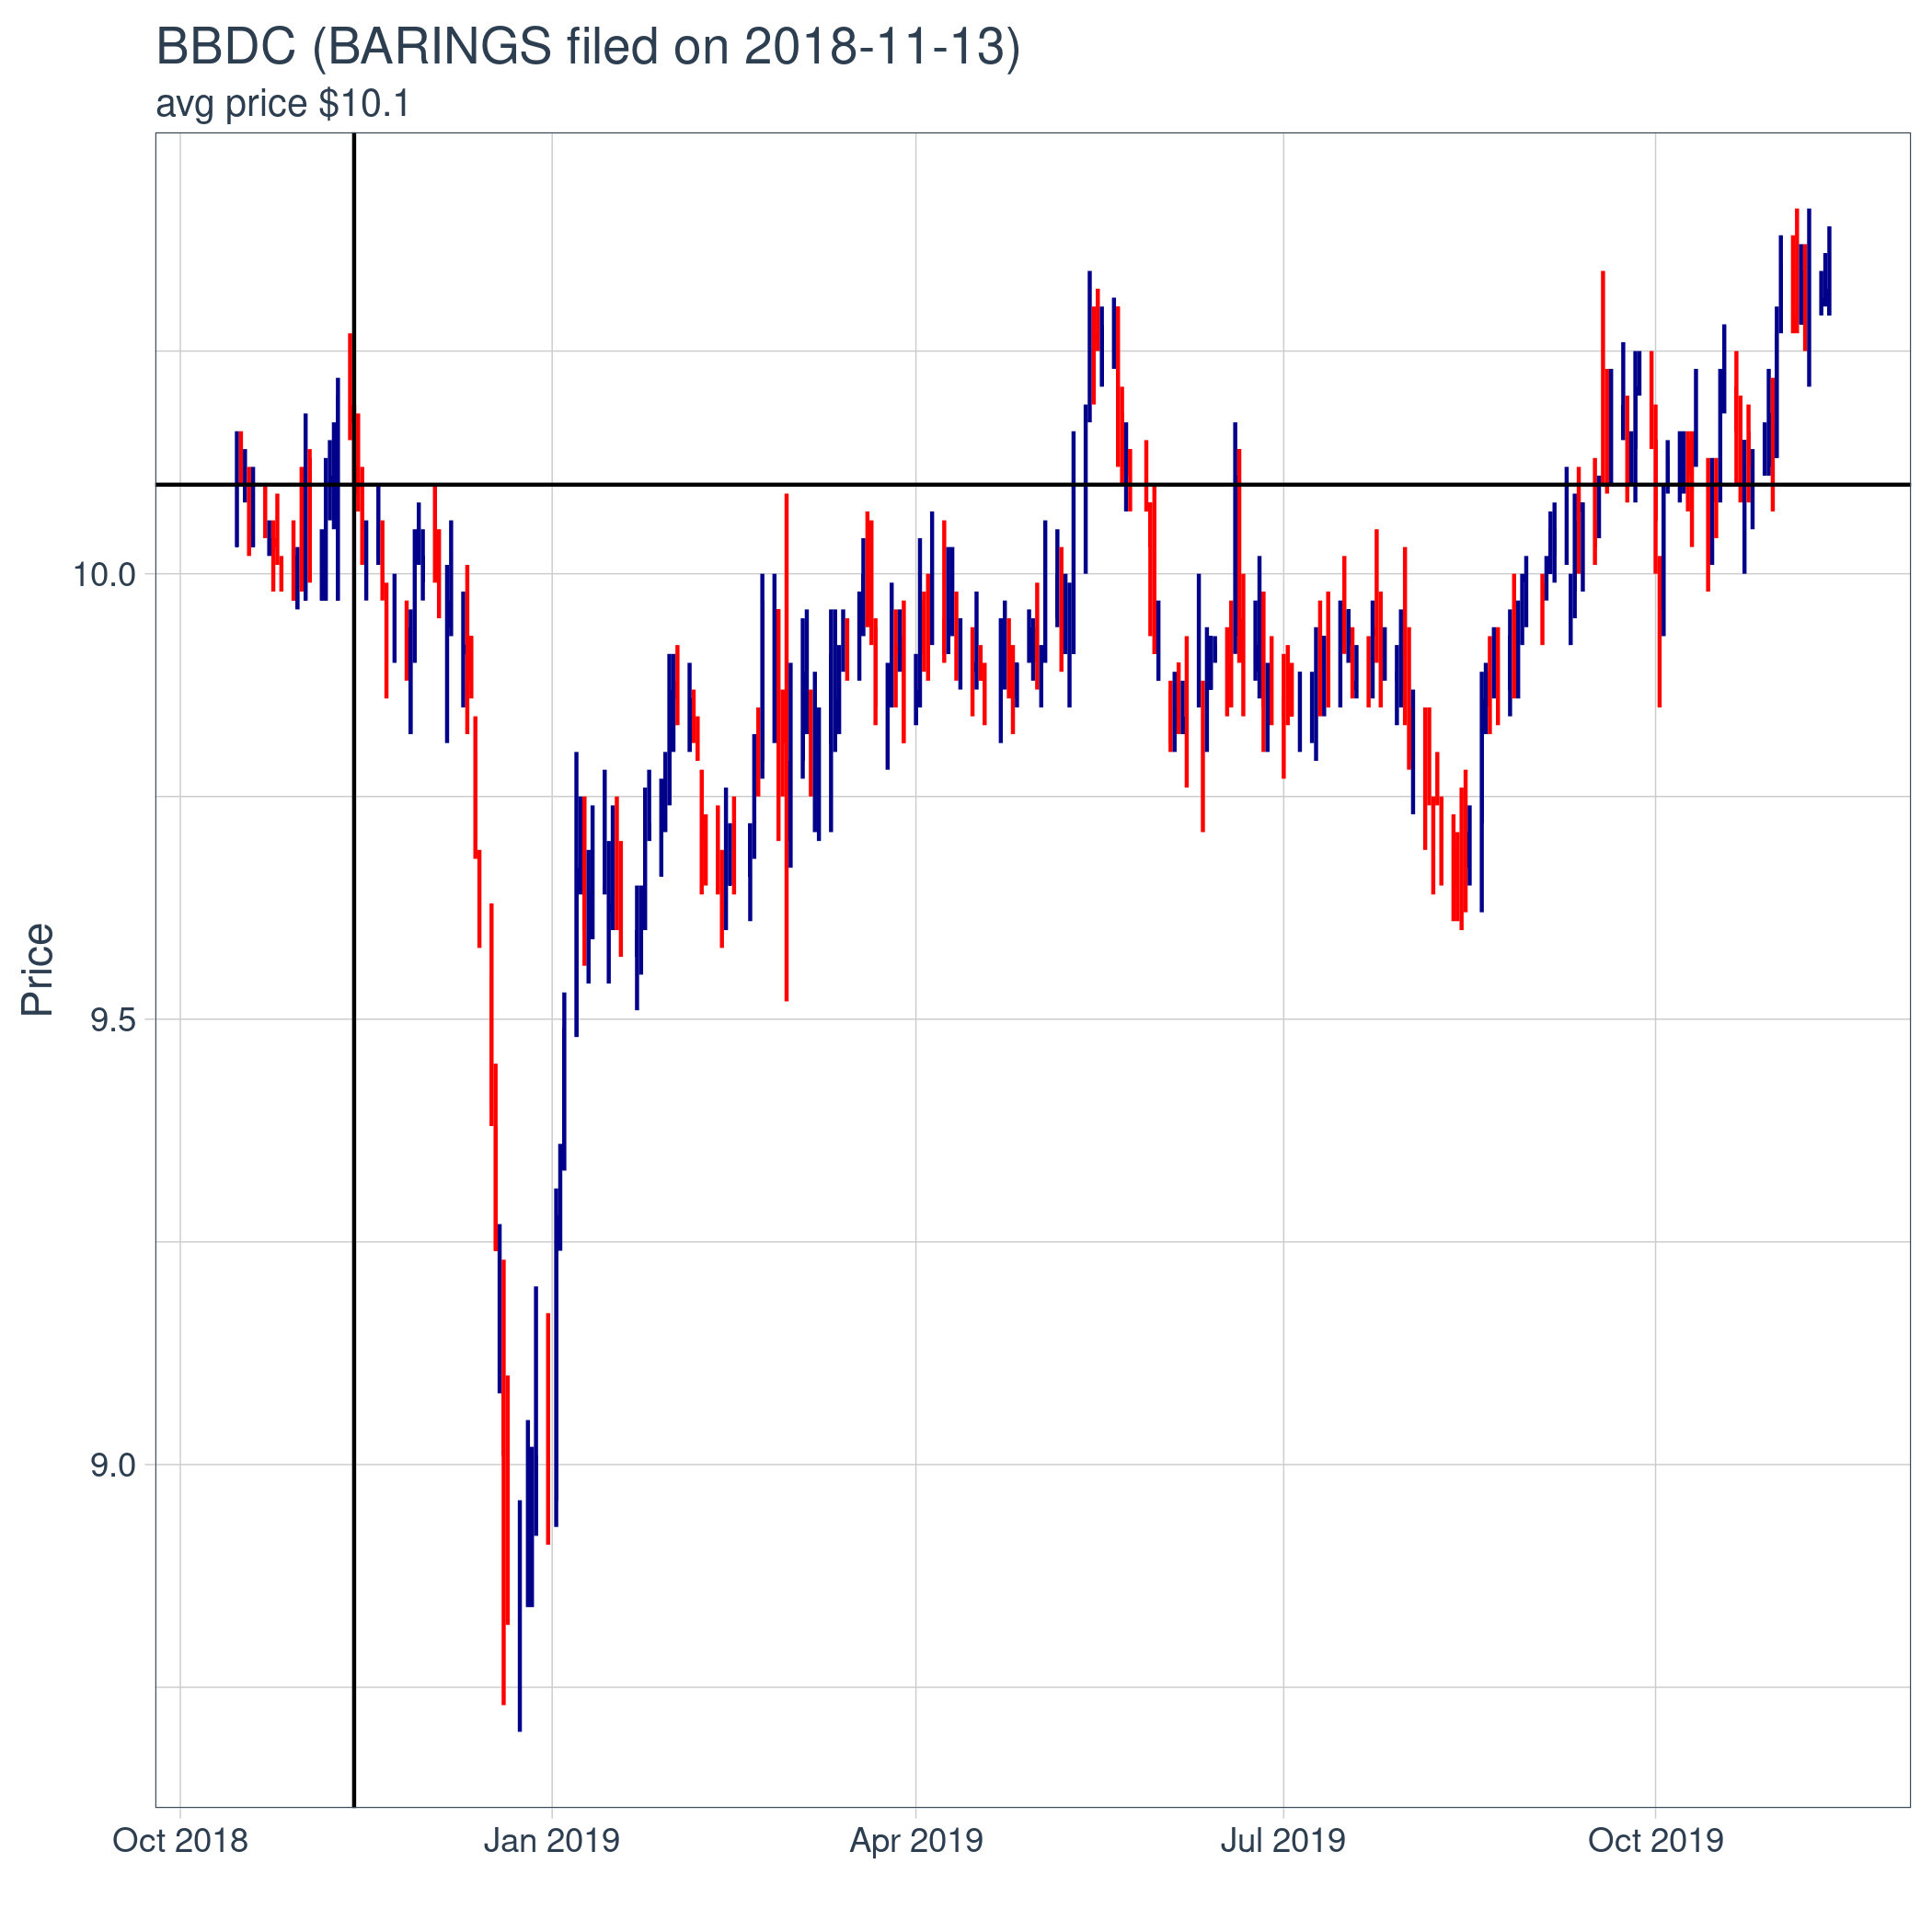 BBDC (BARINGS filed on 2018-11-13)
avg price $10.1
Price
10.0
9.5
9.0
Oct 2018
Jan 2019
Apr 2019
Jul 2019
Oct 2019